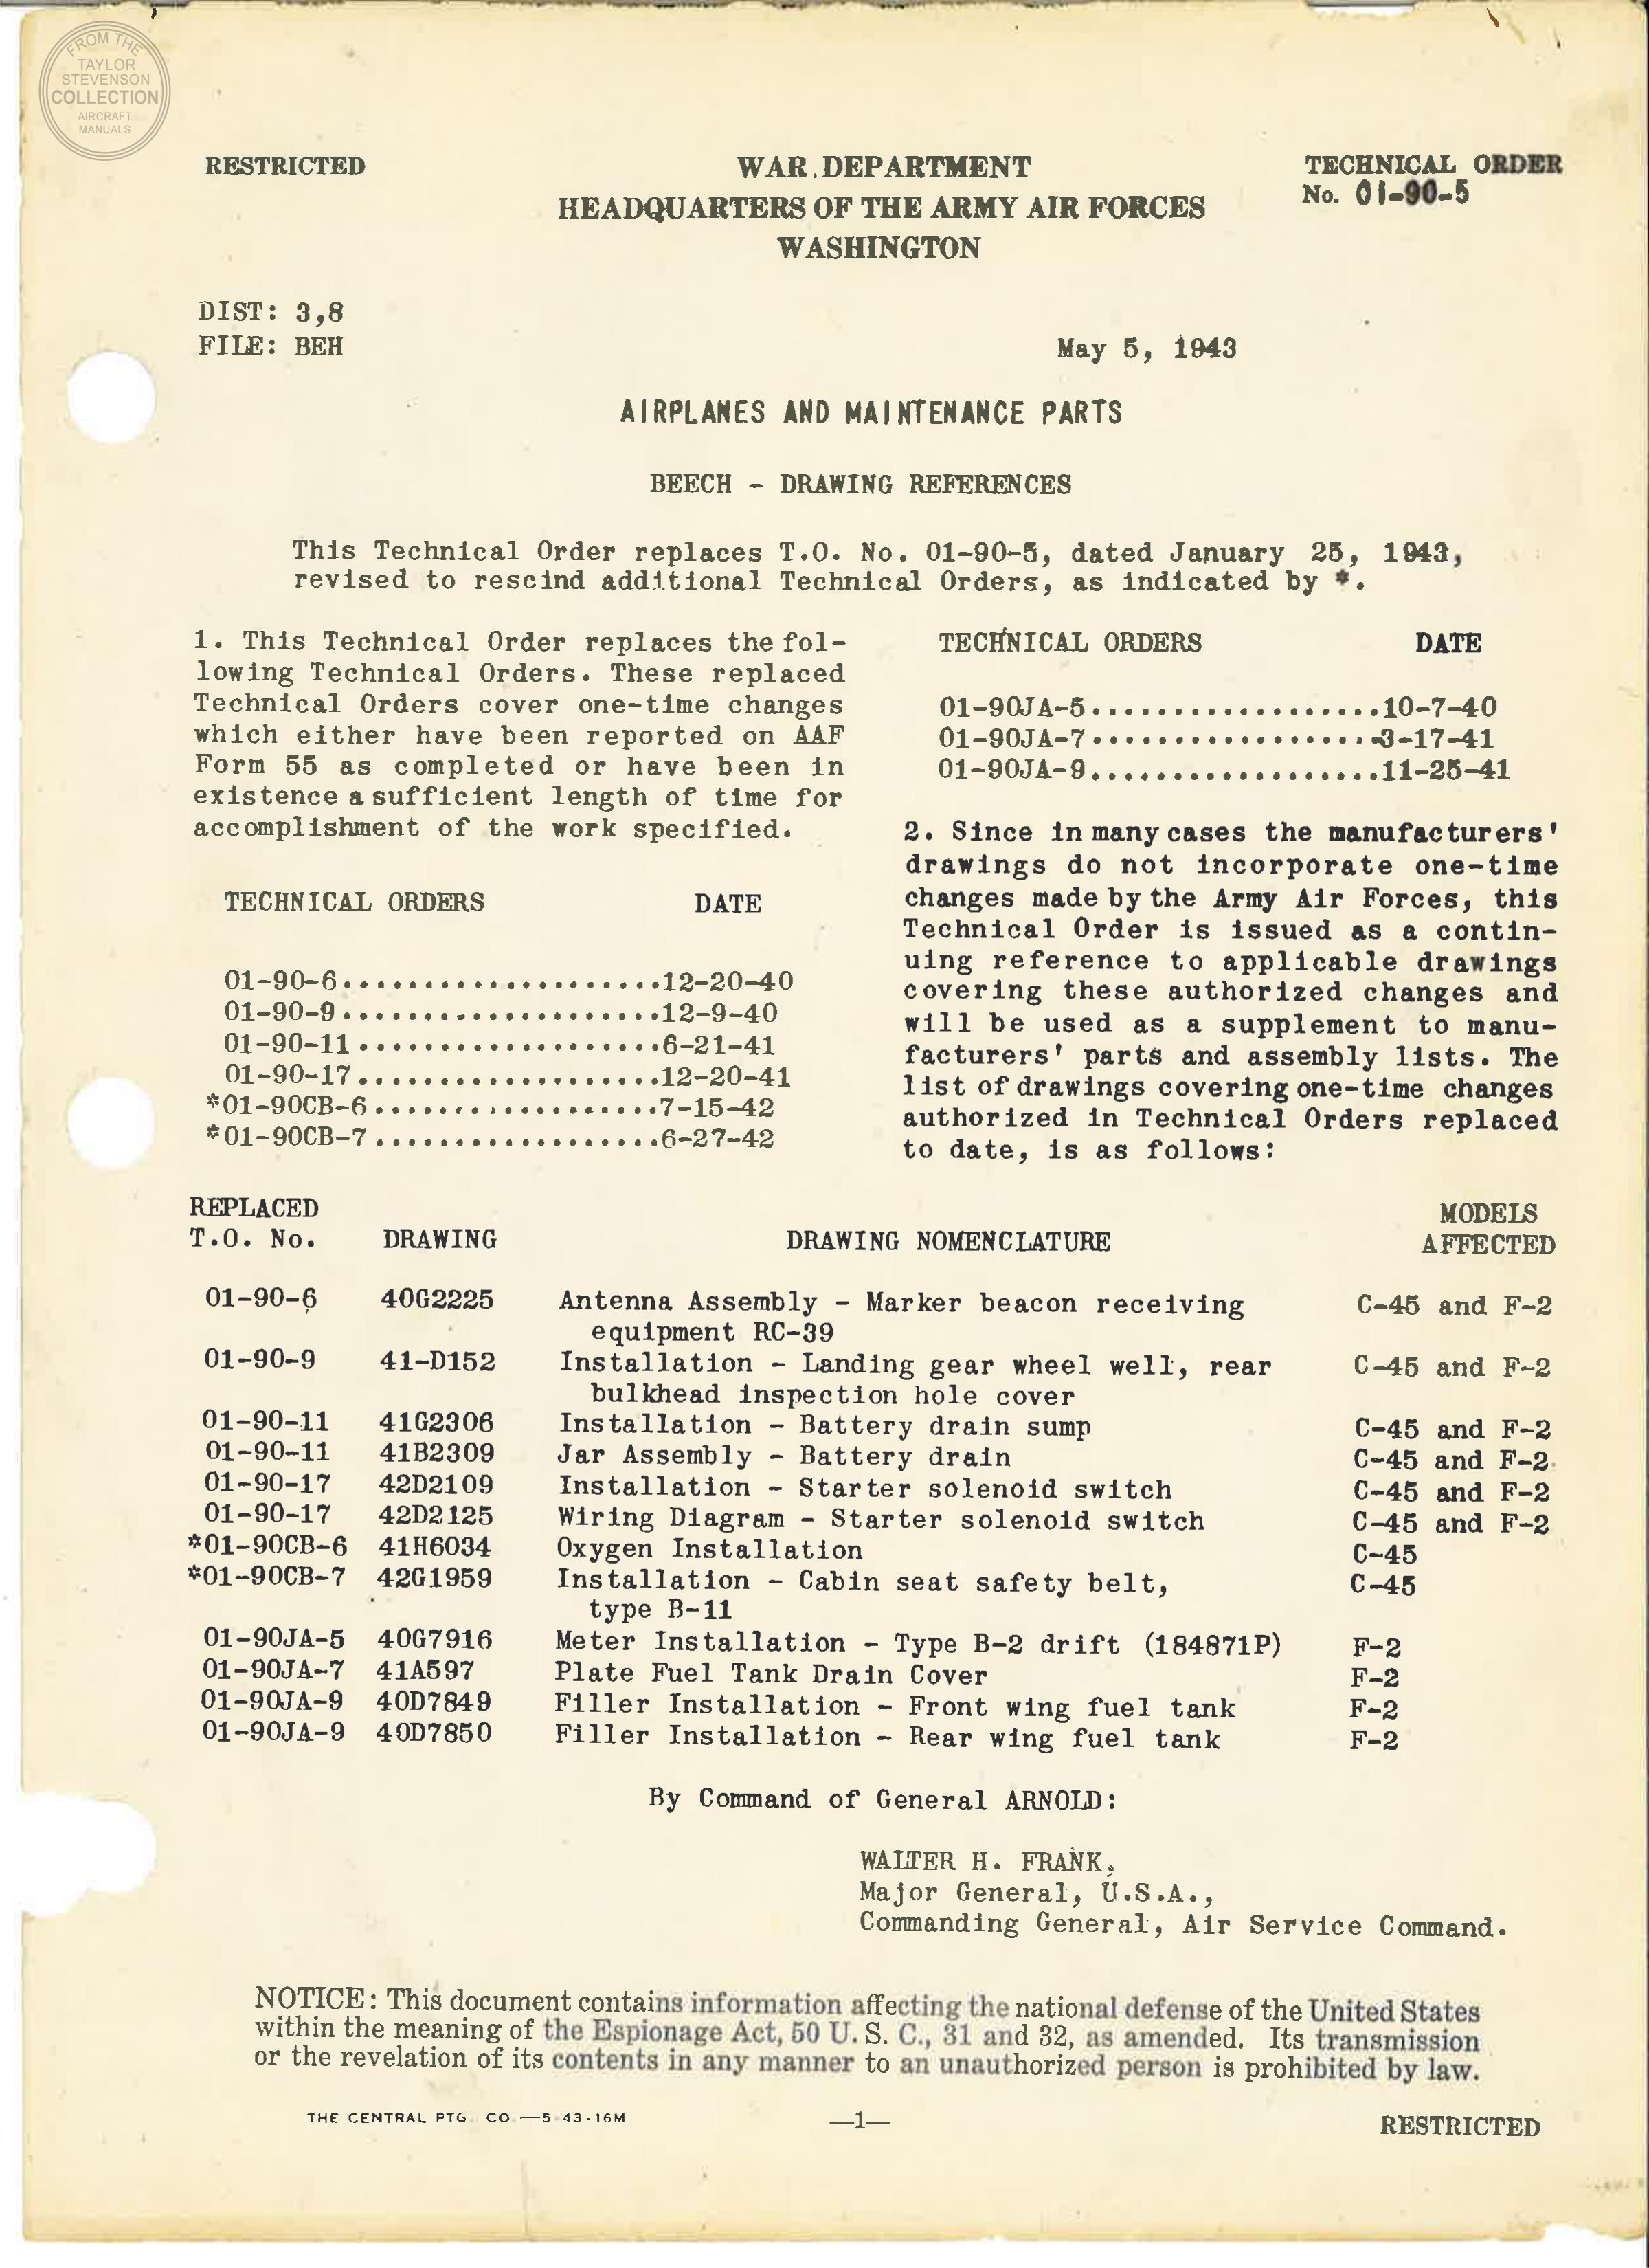 FROM THE
TAYLOR
STEVENSON
COLLECTION
AIRCRAFT
MANUALS
RESTRICTED
WAR DEPARTMENT
HEADQUARTERS OF THE ARMY AIR FORCES
WASHINGTON
TECHNICAL ORDER
No. 01-90-5
DIST: 3,8
FILE: BEH
May 5, 1943
AIRPLANES AND MAINTENANCE PARTS
BEECH - DRAWING REFERENCES
This Technical Order replaces T.O. No. 01-90-5, dated January 25, 1943,
revised to rescind additional Technical Orders, as indicated by *.
1. This Technical Order replaces the fol-
lowing Technical Orders. These replaced
Technical Orders cover one-time changes
which either have been reported on AAF
Form 55 as completed or have been in
existence a sufficient length of time for
accomplishment of the work specified.
TECHNICAL ORDERS DATE
01-90-6....................12-20-40
01-90-9....................12-9-40
01-90-11...................6-21-41
01-90-17...................12-20-41
*01-90CB-6..................7-15-42
*01-90CB-7..................6-27-42
TECHNICAL ORDERS DATE
01-90JA-5..................10-7-40
01-90JA-7..................3-17-41
01-90JA-9..................11-25-41
2. Since in many cases the manufacturers'
drawings do not incorporate one-time
changes made by the Army Air Forces, this
Technical Order is issued as a contin-
uing reference to applicable drawings
covering these authorized changes and
will be used as a supplement to manu-
facturers' parts and assembly lists. The
list of drawings covering one-time changes
authorized in Technical Orders replaced
to date, is as follows:
REPLACED MODELS
T.O. No. DRAWING DRAWING NOMENCLATURE AFFECTED
01-90-6 40G2225 Antenna Assembly - Marker beacon receiving C-45 and F-2
equipment RC-39
01-90-9 41-D152 Installation - Landing gear wheel well, rear C-45 and F-2
bulkhead inspection hole cover
01-90-11 41G2306 Installation - Battery drain sump C-45 and F-2
01-90-11 41B2309 Jar Assembly - Battery drain C-45 and F-2
01-90-17 42D2109 Installation - Starter solenoid switch C-45 and F-2
01-90-17 42D2125 Wiring Diagram - Starter solenoid switch C-45 and F-2
*01-90CB-6 41H6034 Oxygen Installation C-45
*01-90CB-7 42G1959 Installation - Cabin seat safety belt, C-45
type B-11
01-90JA-5 40G7916 Meter Installation - Type B-2 drift (184871P) F-2
01-90JA-7 41A597 Plate Fuel Tank Drain Cover F-2
01-90JA-9 40D7849 Filler Installation - Front wing fuel tank F-2
01-90JA-9 40D7850 Filler Installation - Rear wing fuel tank F-2
By Command of General ARNOLD:
WALTER H. FRANK,
Major General, U.S.A.,
Commanding General, Air Service Command.
NOTICE: This document contains information affecting the national defense of the United States
within the meaning of the Espionage Act, 50 U. S. C., 31 and 32, as amended. Its transmission
or the revelation of its contents in any manner to an unauthorized person is prohibited by law.
THE CENTRAL PTG. CO.—5-43-16M
—1—
RESTRICTED